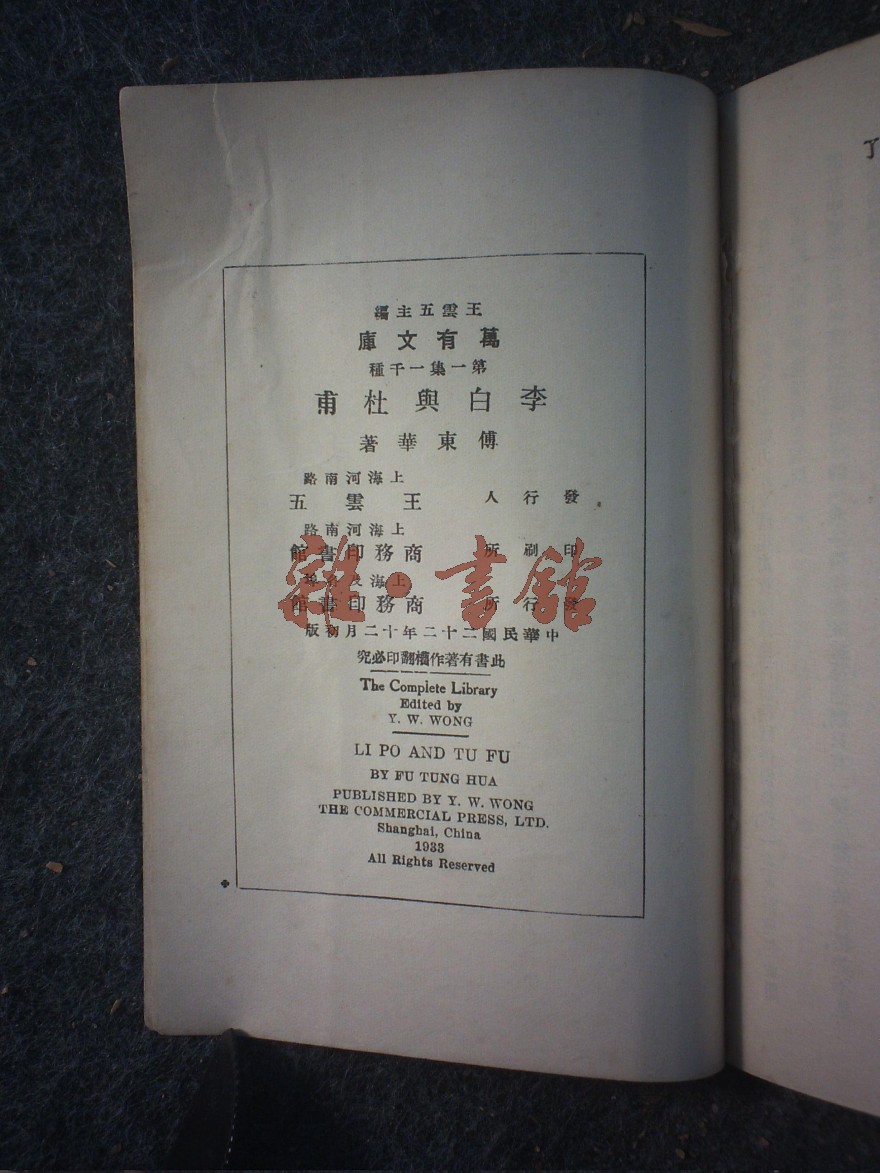 王雲五主編
萬有文庫
第一集一千種
李白與杜甫
傅東華著
上海河南路
發行人 王雲五
上海河南路
印刷所 商務印書館
上海及各埠
發行所 商務印書館
中華民國二十二年十二月初版
此書有著作權翻印必究
The Complete Library
Edited by
Y. W. WONG
LI PO AND TU FU
BY FU TUNG HUA
PUBLISHED BY Y. W. WONG
THE COMMERCIAL PRESS, LTD.
Shanghai, China
1933
All Rights Reserved
雜·書館